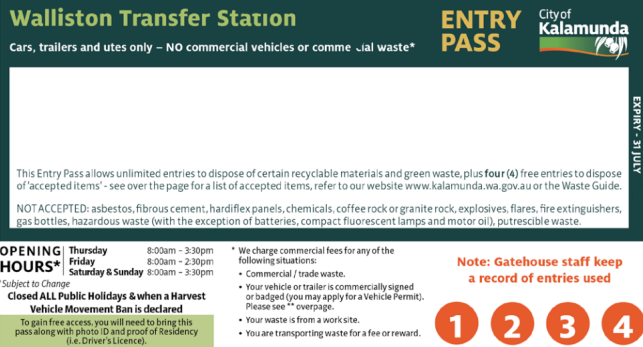 Walliston Transfer Station
Cars, trailers and utes only – NO commercial vehicles or comme cial waste*
ENTRY
PASS
City of
Kalamunda
EXPIRY - 31 JULY
This Entry Pass allows unlimited entries to dispose of certain recyclable materials and green waste, plus four (4) free entries to dispose
of 'accepted items' - see over the page for a list of accepted items, refer to our website www.kalamunda.wa.gov.au or the Waste Guide.
NOT ACCEPTED: asbestos, fibrous cement, hardiflex panels, chemicals, coffee rock or granite rock, explosives, flares, fire extinguishers,
gas bottles, hazardous waste (with the exception of batteries, compact fluorescent lamps and motor oil), putrescible waste.
OPENING
HOURS*
Thursday 8:00am – 3:30pm
Friday 8:00am – 2:30pm
Saturday & Sunday 8:00am – 3:30pm
*Subject to Change
Closed ALL Public Holidays & when a Harvest
Vehicle Movement Ban is declared
To gain free access, you will need to bring this
pass along with photo ID and proof of Residency
(i.e. Driver's Licence).
* We charge commercial fees for any of the
following situations:
• Commercial / trade waste.
• Your vehicle or trailer is commercially signed
or badged (you may apply for a Vehicle Permit).
Please see ** overpage.
• Your waste is from a work site.
• You are transporting waste for a fee or reward.
Note: Gatehouse staff keep
a record of entries used
1 2 3 4